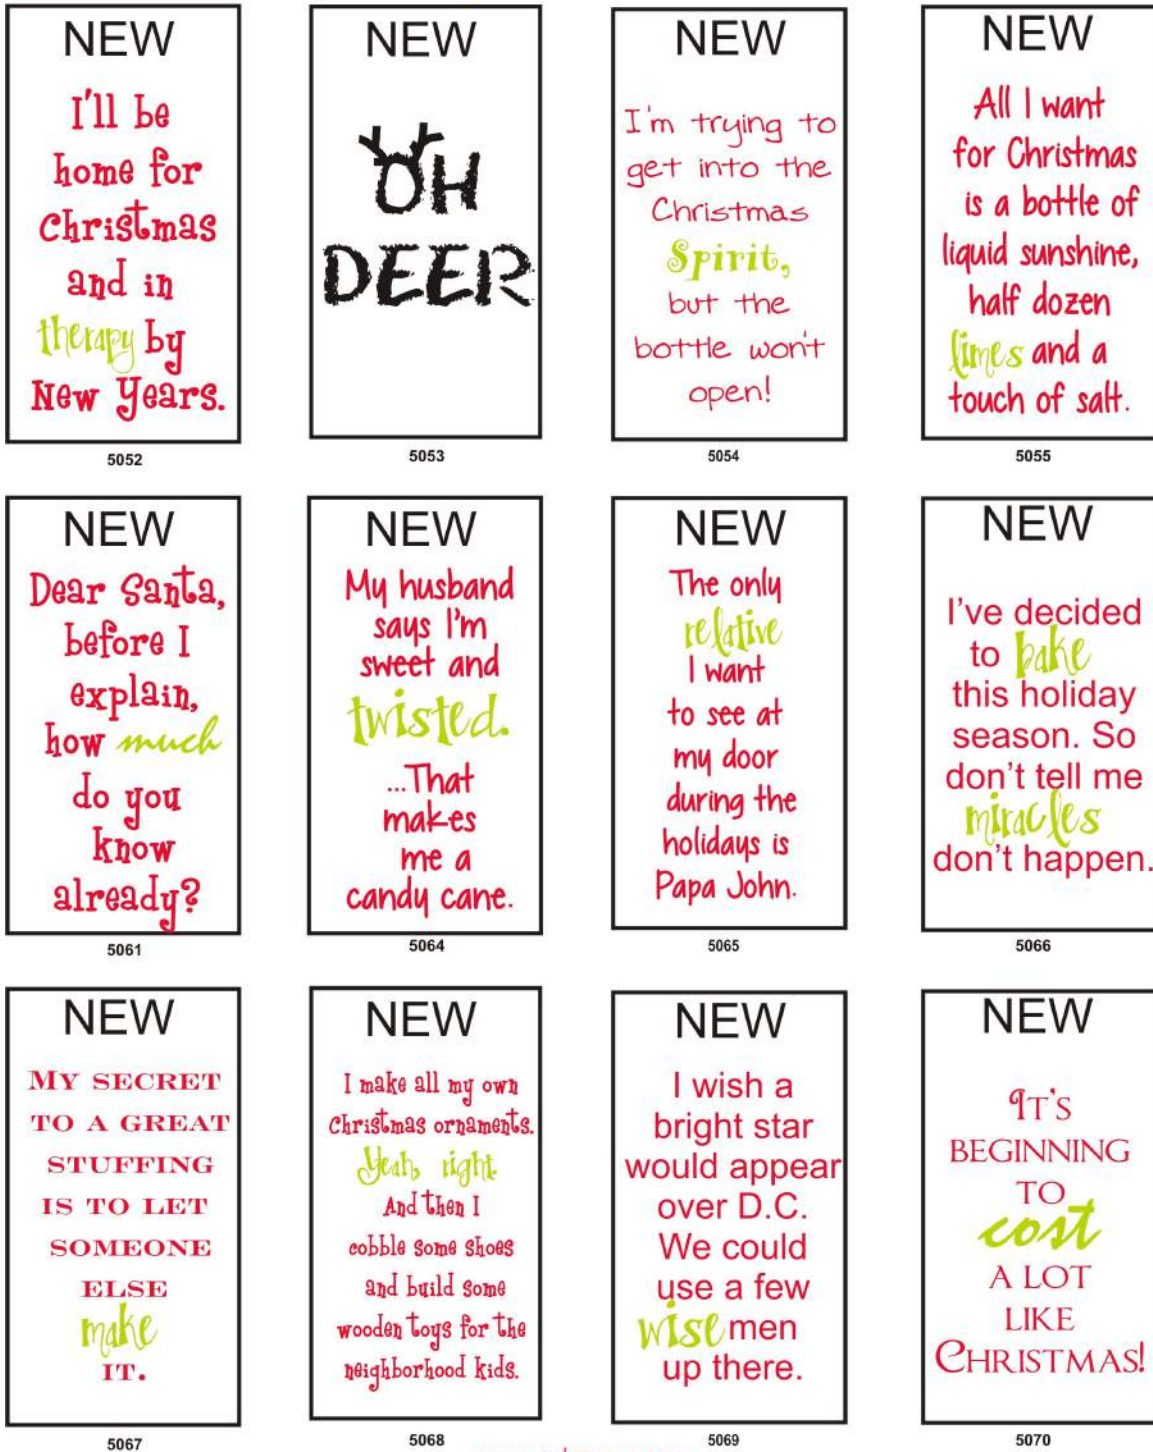 NEW
I'll be
home for
Christmas
and in
therapy by
New Years.
5052
NEW
OH
DEER
5053
NEW
I'm trying to
get into the
Christmas
Spirit,
but the
bottle won't
open!
5054
NEW
All I want
for Christmas
is a bottle of
liquid sunshine,
half dozen
limes and a
touch of salt.
5055
NEW
Dear Santa,
before I
explain,
how much
do you
know
already?
5061
NEW
My husband
says I'm
sweet and
twisted.
...That
makes
me a
candy cane.
5064
NEW
The only
relative
I want
to see at
my door
during the
holidays is
Papa John.
5065
NEW
I've decided
to bake
this holiday
season. So
don't tell me
miracles
don't happen.
5066
NEW
MY SECRET
TO A GREAT
STUFFING
IS TO LET
SOMEONE
ELSE
make
IT.
5067
NEW
I make all my own
Christmas ornaments.
Yeah, right.
And then I
cobble some shoes
and build some
wooden toys for the
neighborhood kids.
5068
NEW
I wish a
bright star
would appear
over D.C.
We could
use a few
wise men
up there.
5069
NEW
IT'S
BEGINNING
TO
cost
A LOT
LIKE
CHRISTMAS!
5070